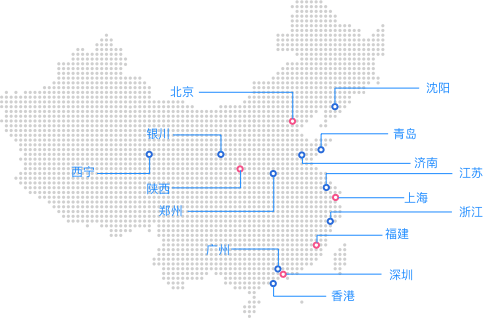 北京
沈阳
银川
青岛
济南
西宁
江苏
陕西
上海
郑州
浙江
福建
广州
深圳
香港